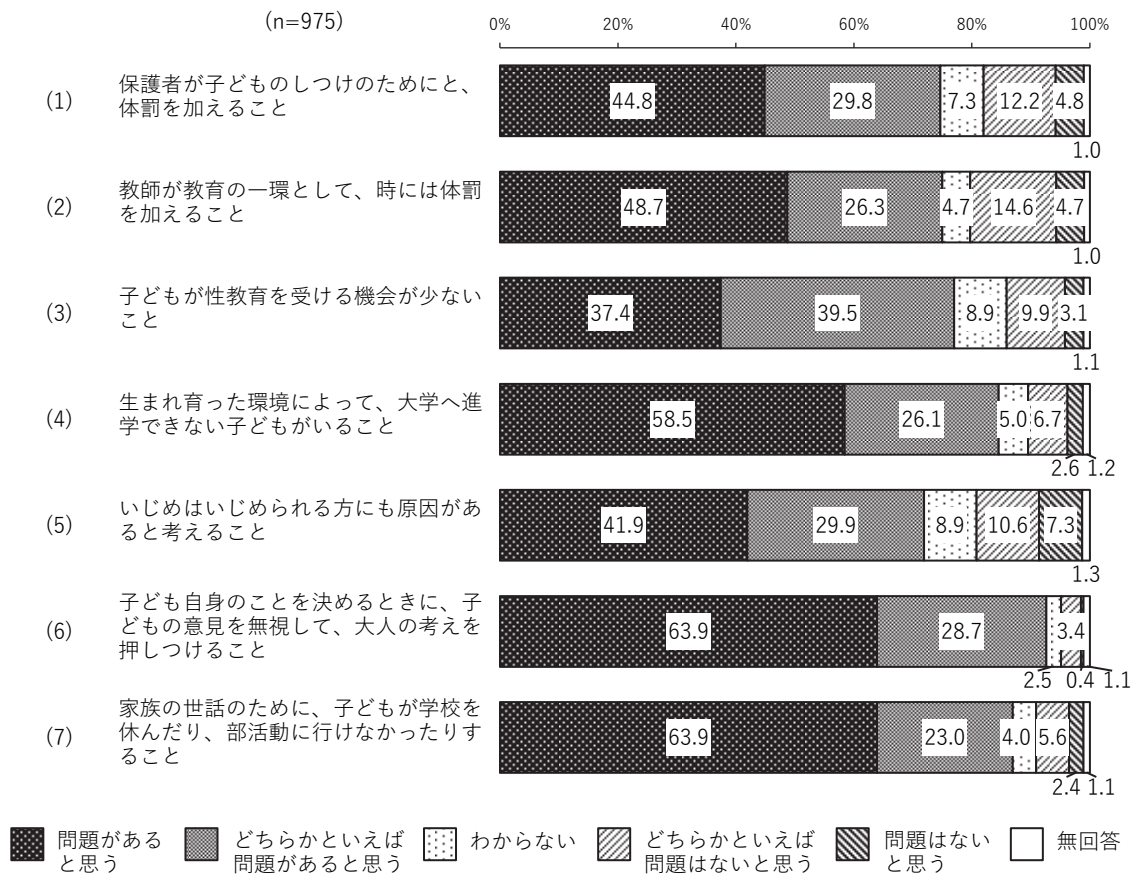 (n=975)
0% 20% 40% 60% 80% 100%
(1) 保護者が子どものしつけのためにと、
体罰を加えること
44.8 29.8 7.3 12.2 4.8
1.0
(2) 教師が教育の一環として、時には体罰
を加えること
48.7 26.3 4.7 14.6 4.7
1.0
(3) 子どもが性教育を受ける機会が少ない
こと
37.4 39.5 8.9 9.9 3.1
1.1
(4) 生まれ育った環境によって、大学へ進
学できない子どもがいること
58.5 26.1 5.0 6.7
2.6 1.2
(5) いじめはいじめられる方にも原因があ
ると考えること
41.9 29.9 8.9 10.6 7.3
1.3
(6) 子ども自身のことを決めるときに、子
どもの意見を無視して、大人の考えを
押しつけること
63.9 28.7 3.4
2.5 0.4 1.1
(7) 家族の世話のために、子どもが学校を
休んだり、部活動に行けなかったりす
ること
63.9 23.0 4.0 5.6
2.4 1.1
問題がある
と思う
どちらかといえば
問題があると思う
わからない
どちらかといえば
問題はないと思う
問題はない
と思う
無回答